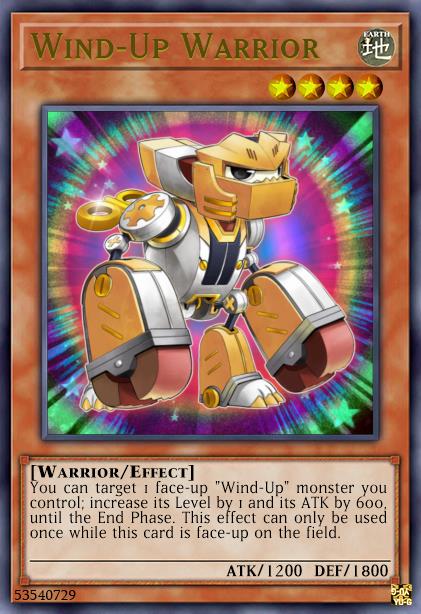 Wind-Up Warrior
EARTH
地
[Warrior/Effect]
You can target 1 face-up "Wind-Up" monster you
control; increase its Level by 1 and its ATK by 600,
until the End Phase. This effect can only be used
once while this card is face-up on the field.
ATK/1200 DEF/1800
53540729